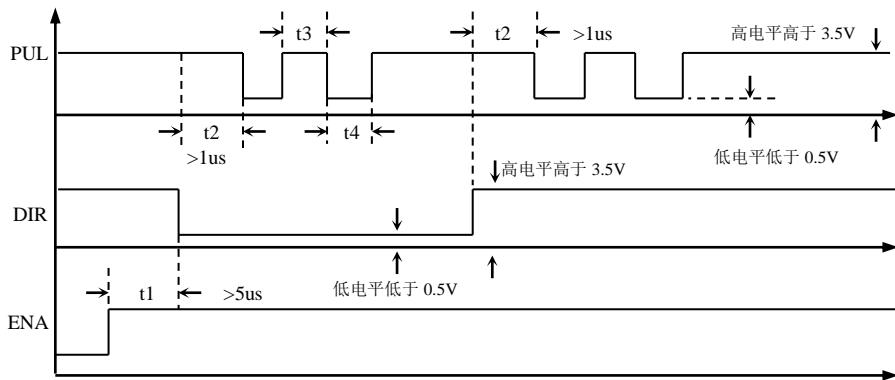 PUL
t3
t2
>1us
高电平高于 3.5V
t2
>1us
t4
低电平低于 0.5V
高电平高于 3.5V
DIR
t1
>5us
低电平低于 0.5V
ENA